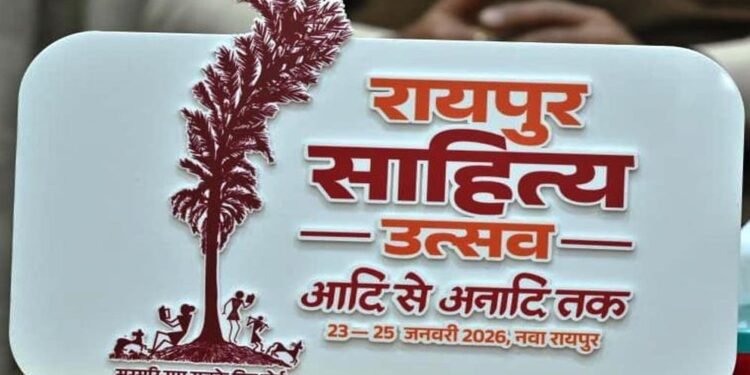 रायपुर
साहित्य
उत्सव
आदि से अनादि तक
23—25 जनवरी 2026, नवा रायपुर